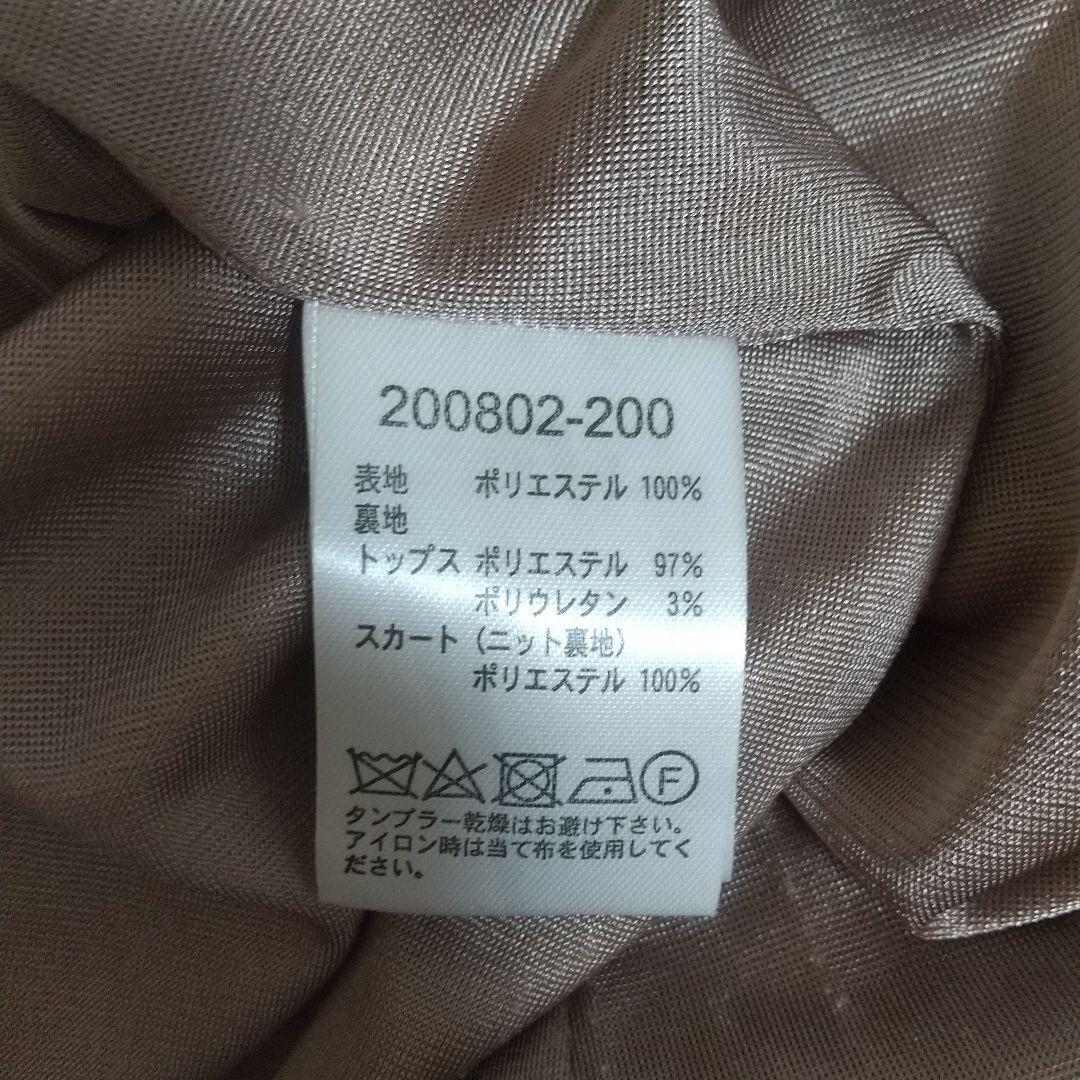 200802-200
表地 ポリエステル 100%
裏地
トップス ポリエステル 97%
ポリウレタン 3%
スカート (ニット裏地)
ポリエステル 100%
F
タンブラー乾燥はお避け下さい。
アイロン時は当て布を使用してく
ださい。